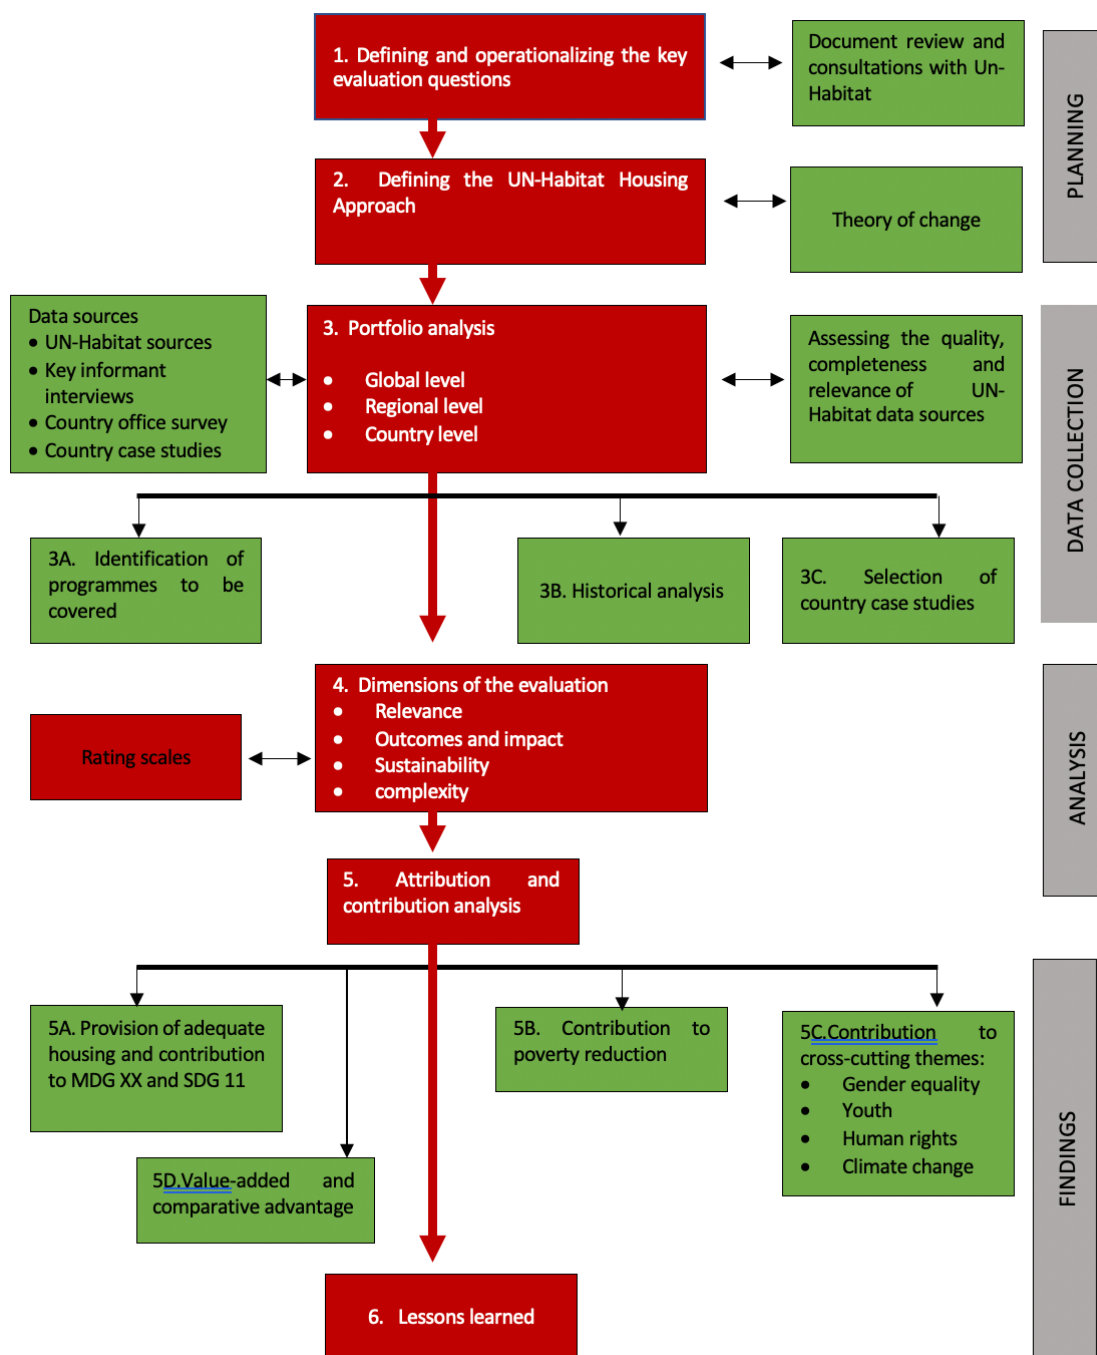 1. Defining and operationalizing the key
evaluation questions
Document review and
consultations with Un-
Habitat
PLANNING
2. Defining the UN-Habitat Housing
Approach
Theory of change
Data sources
• UN-Habitat sources
• Key informant
interviews
• Country office survey
• Country case studies
3. Portfolio analysis
• Global level
• Regional level
• Country level
Assessing the quality,
completeness and
relevance of UN-
Habitat data sources
DATA COLLECTION
3A. Identification of
programmes to be
covered
3B. Historical analysis
3C. Selection of
country case studies
4. Dimensions of the evaluation
• Relevance
• Outcomes and impact
• Sustainability
• complexity
Rating scales
ANALYSIS
5. Attribution and
contribution analysis
5A. Provision of adequate
housing and contribution
to MDG XX and SDG 11
5B. Contribution to
poverty reduction
5C.Contribution to
cross-cutting themes:
• Gender equality
• Youth
• Human rights
• Climate change
5D.Value-added and
comparative advantage
FINDINGS
6. Lessons learned